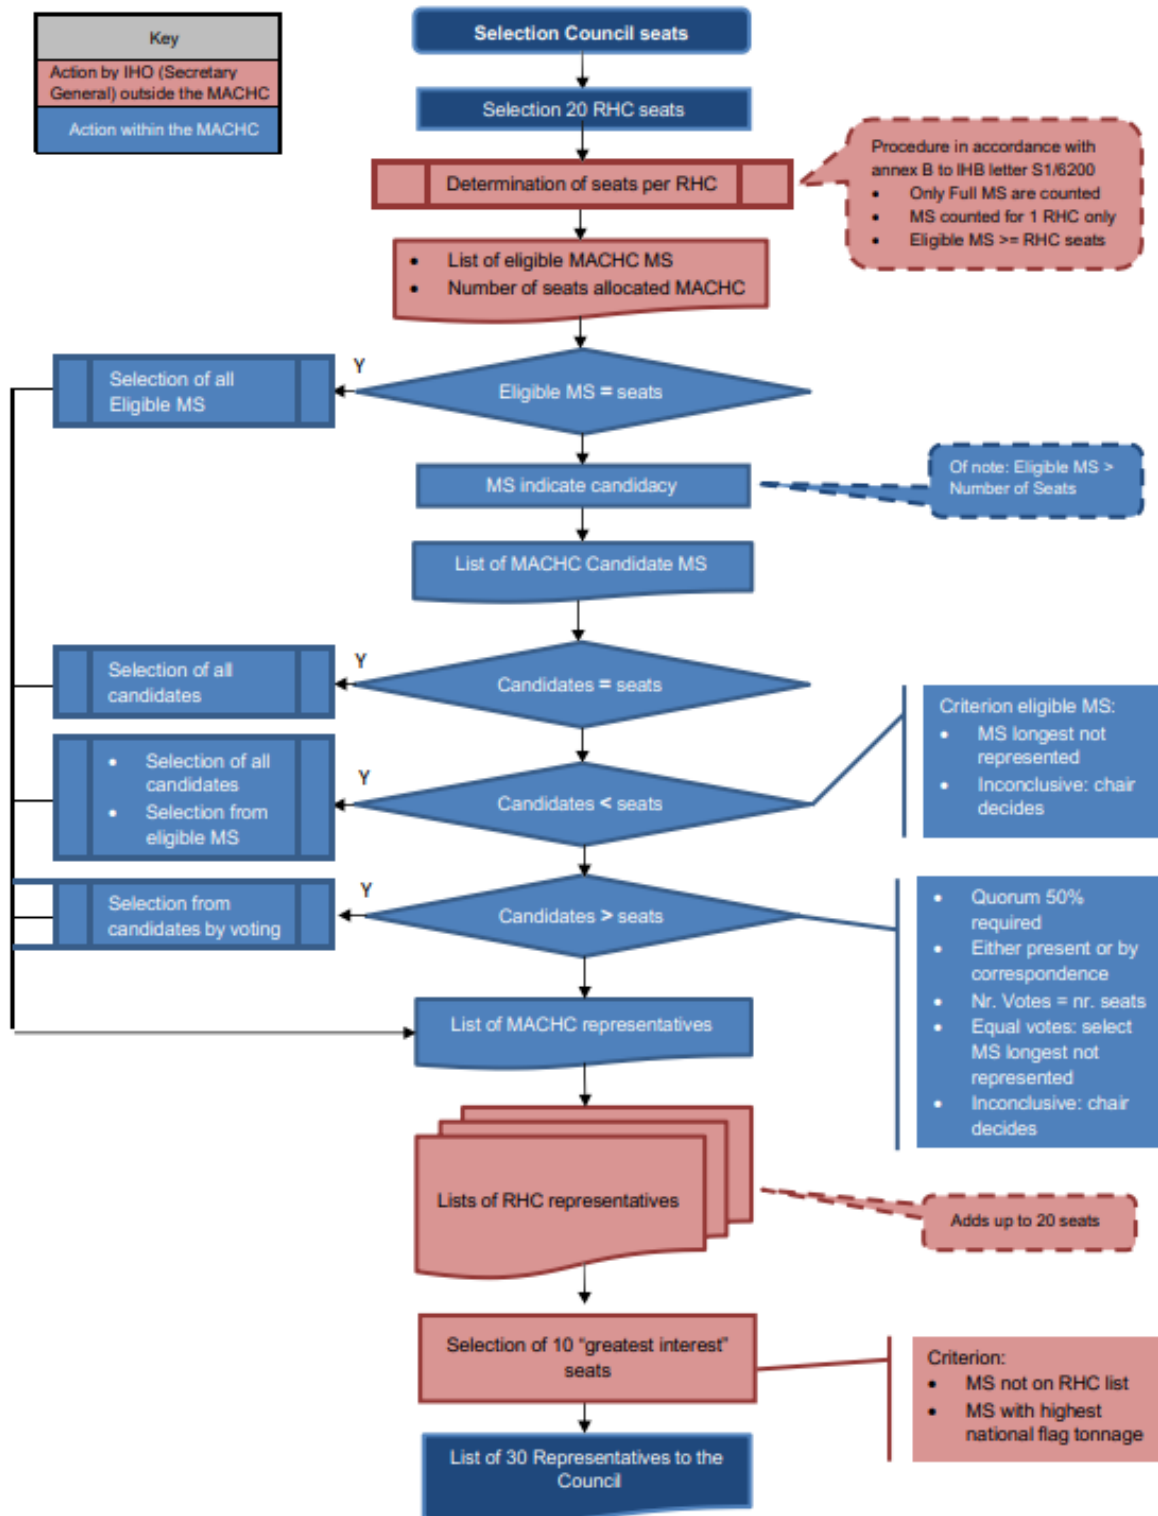 Key
Action by IHO (Secretary
General) outside the MACHC
Action within the MACHC
Selection Council seats
Selection 20 RHC seats
Determination of seats per RHC
Procedure in accordance with
annex B to IHB letter S1/6200
• Only Full MS are counted
• MS counted for 1 RHC only
• Eligible MS >= RHC seats
• List of eligible MACHC MS
• Number of seats allocated MACHC
Eligible MS = seats
Y
Selection of all
Eligible MS
MS indicate candidacy
Of note: Eligible MS >
Number of Seats
List of MACHC Candidate MS
Candidates = seats
Y
Selection of all
candidates
Candidates < seats
Y
• Selection of all
candidates
• Selection from
eligible MS
Criterion eligible MS:
• MS longest not
represented
• Inconclusive: chair
decides
Candidates > seats
Y
Selection from
candidates by voting
• Quorum 50%
required
• Either present or by
correspondence
• Nr. Votes = nr. seats
• Equal votes: select
MS longest not
represented
• Inconclusive: chair
decides
List of MACHC representatives
Lists of RHC representatives
Adds up to 20 seats
Selection of 10 “greatest interest”
seats
Criterion:
• MS not on RHC list
• MS with highest
national flag tonnage
List of 30 Representatives to the
Council